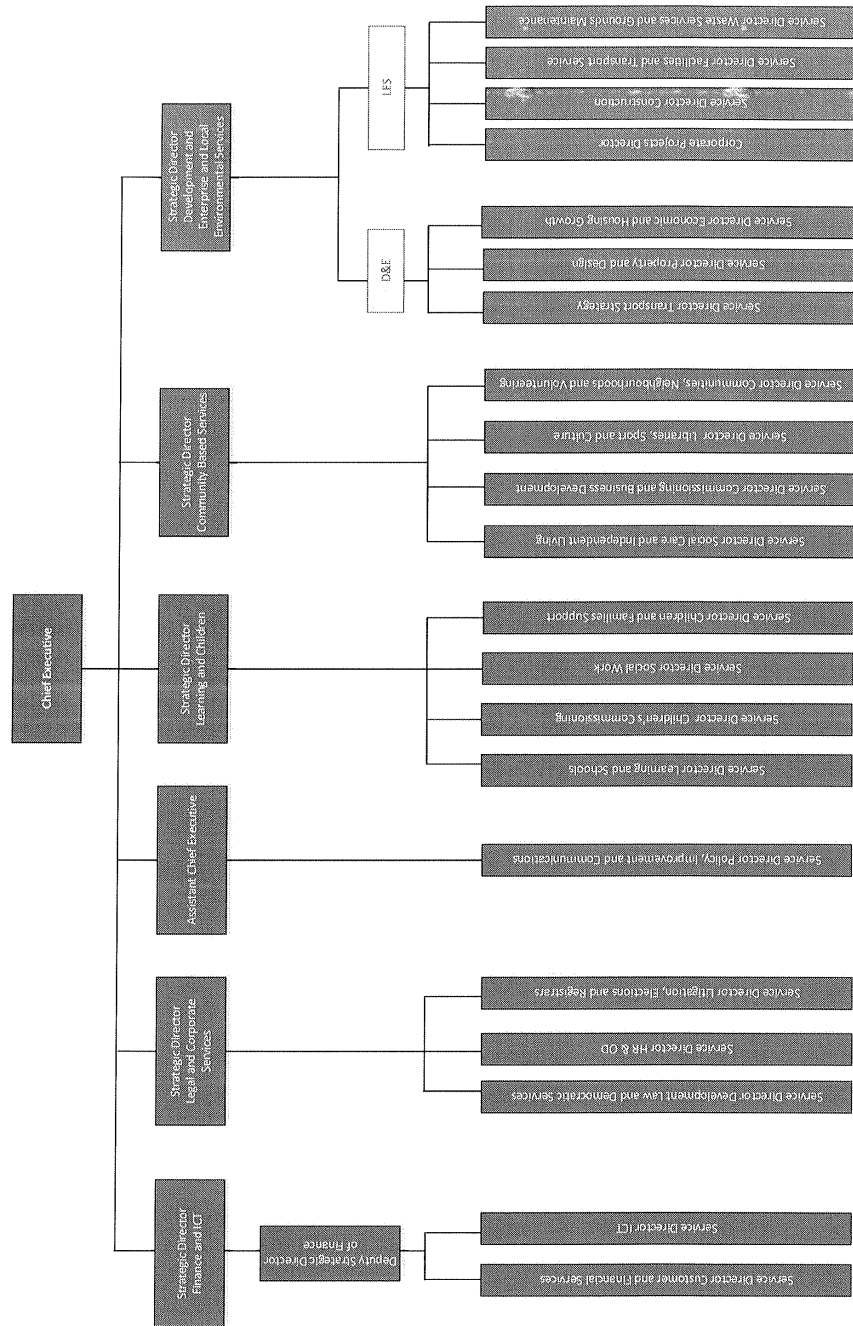 Chief Executive
Strategic Director
Finance and ICT
Strategic Director
Legal and Corporate
Services
Assistant Chief Executive
Strategic Director
Learning and Children
Strategic Director
Community Based Services
Strategic Director
Development and
Enterprise and Local
Environmental Services
Deputy Strategic Director
of Finance
D&E
LES
Service Director Customer and Financial Services
Service Director ICT
Service Director Development Law and Democratic Services
Service Director HR & OD
Service Director Litigation, Elections and Registrars
Service Director Policy, Improvement and Communications
Service Director Learning and Schools
Service Director Children's Commissioning
Service Director Social Work
Service Director Children and Families Support
Service Director Social Care and Independent Living
Service Director Commissioning and Business Development
Service Director Libraries, Sport and Culture
Service Director Communities, Neighbourhoods and Volunteering
Service Director Transport Strategy
Service Director Property and Design
Service Director Economic and Housing Growth
Corporate Projects Director
Service Director Construction
Service Director Facilities and Transport Service
Service Director Waste Services and Grounds Maintenance